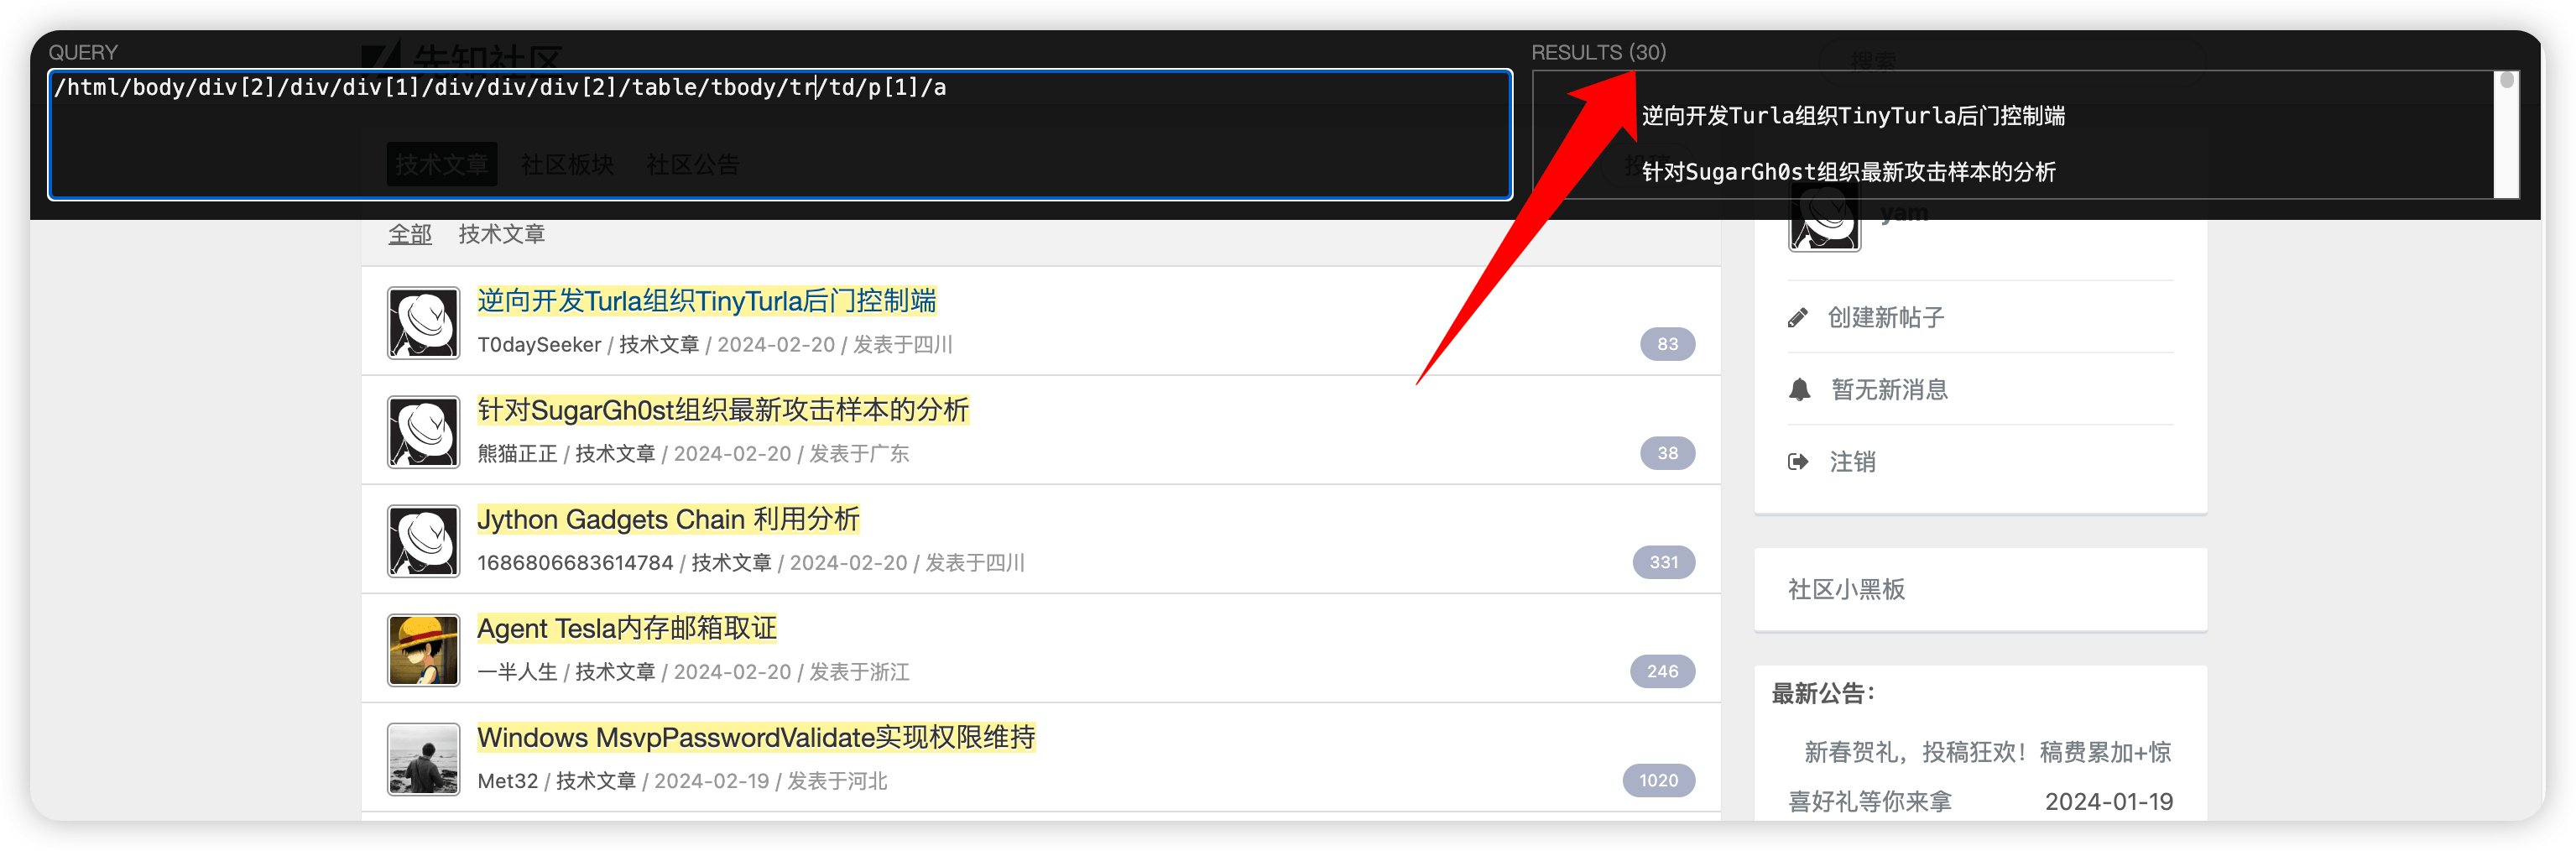 QUERY
RESULTS (30)
先知社区
搜索
/html/body/div[2]/div/div[1]/div/div/div[2]/table/tbody/tr/td/p[1]/a
逆向开发Turla组织TinyTurla后门控制端
针对SugarGh0st组织最新攻击样本的分析
技术文章 社区板块 社区公告
yam
全部 技术文章
逆向开发Turla组织TinyTurla后门控制端
T0daySeeker / 技术文章 / 2024-02-20 / 发表于四川
83
针对SugarGh0st组织最新攻击样本的分析
熊猫正正 / 技术文章 / 2024-02-20 / 发表于广东
38
Jython Gadgets Chain 利用分析
1686806683614784 / 技术文章 / 2024-02-20 / 发表于四川
331
Agent Tesla内存邮箱取证
一半人生 / 技术文章 / 2024-02-20 / 发表于浙江
246
Windows MsvpPasswordValidate实现权限维持
Met32 / 技术文章 / 2024-02-19 / 发表于河北
1020
创建新帖子
暂无新消息
注销
社区小黑板
最新公告：
新春贺礼，投稿狂欢！稿费累加+惊
喜好礼等你来拿 2024-01-19